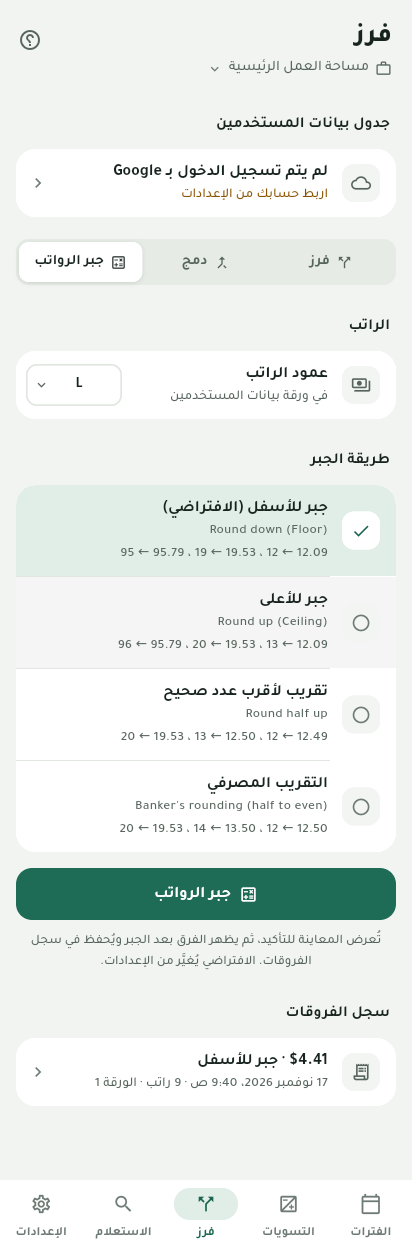 فرز
مساحة العمل الرئيسية
جدول بيانات المستخدمين
لم يتم تسجيل الدخول بـ Google
اربط حسابك من الإعدادات
فرز
دمج
جبر الرواتب
الراتب
عمود الراتب
في ورقة بيانات المستخدمين
L
طريقة الجبر
جبر للأسفل (الافتراضي)
Round down (Floor)
12.09 ← 12 ، 19.53 ← 19 ، 95.79 ← 95
جبر للأعلى
Round up (Ceiling)
12.09 ← 13 ، 19.53 ← 20 ، 95.79 ← 96
تقريب لأقرب عدد صحيح
Round half up
12.49 ← 12 ، 12.50 ← 13 ، 19.53 ← 20
التقريب المصرفي
Banker's rounding (half to even)
12.50 ← 12 ، 13.50 ← 14 ، 19.53 ← 20
جبر الرواتب
تُعرض المعاينة للتأكيد، ثم يظهر الفرق بعد الجبر ويُحفظ في سجل
الفروقات. الافتراضي يُغيَّر من الإعدادات.
سجل الفروقات
$4.41 · جبر للأسفل
17 نوفمبر 2026، 9:40 ص · 9 راتب · الورقة 1
الفترات
التسويات
فرز
الاستعلام
الإعدادات